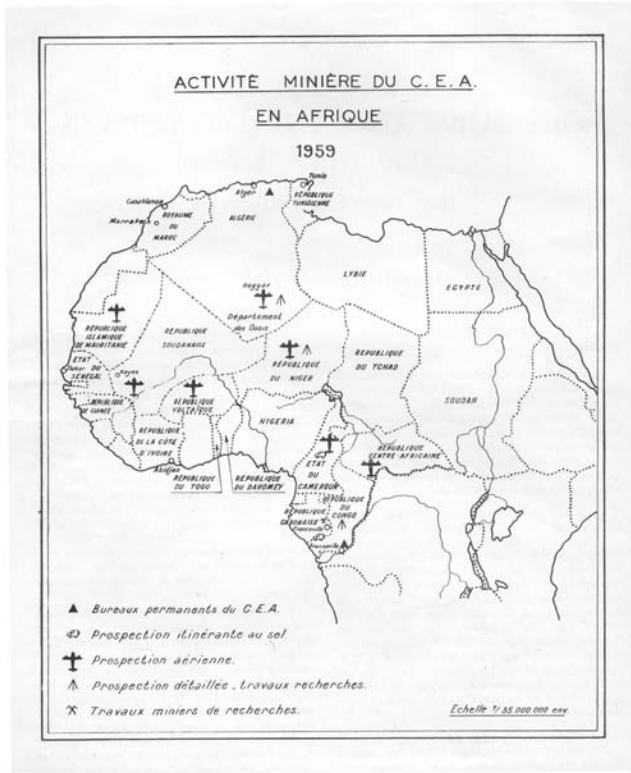 ACTIVITÉ MINIÈRE DU C.E.A.
EN AFRIQUE
1959
Tunis
Alger
RÉPUBLIQUE
TUNISIENNE
Casablanca
Marrakech
ROYAUME
DU
MAROC
ALGÉRIE
LYBIE
EGYPTE
Hoggar
Département
des Oasis
RÉPUBLIQUE
ISLAMIQUE
DE MAURITANIE
RÉPUBLIQUE
SOUDANAISE
RÉPUBLIQUE
DU NIGER
RÉPUBLIQUE
DU TCHAD
SOUDAN
ETAT
DU
SÉNÉGAL
Dakar
Kayes
RÉPUBLIQUE
DE GUINÉE
RÉPUBLIQUE
VOLTAÏQUE
NIGERIA
RÉPUBLIQUE
DE LA CÔTE
D'IVOIRE
Abidjan
RÉPUBLIQUE
DU TOGO
RÉPUBLIQUE
DU DAHOMEY
RÉPUBLIQUE
CENTRE AFRICAINE
ETAT
DU
CAMEROUN
RÉPUBLIQUE
DU
CONGO
RÉPUBLIQUE
GABONAISE
Franceville
Brazzaville
Bureaux permanents du C.E.A.
Prospection itinérante au sol.
Prospection aérienne.
Prospection détaillée - travaux recherches.
Travaux miniers de recherches.
Echelle 1/35.000.000 env.